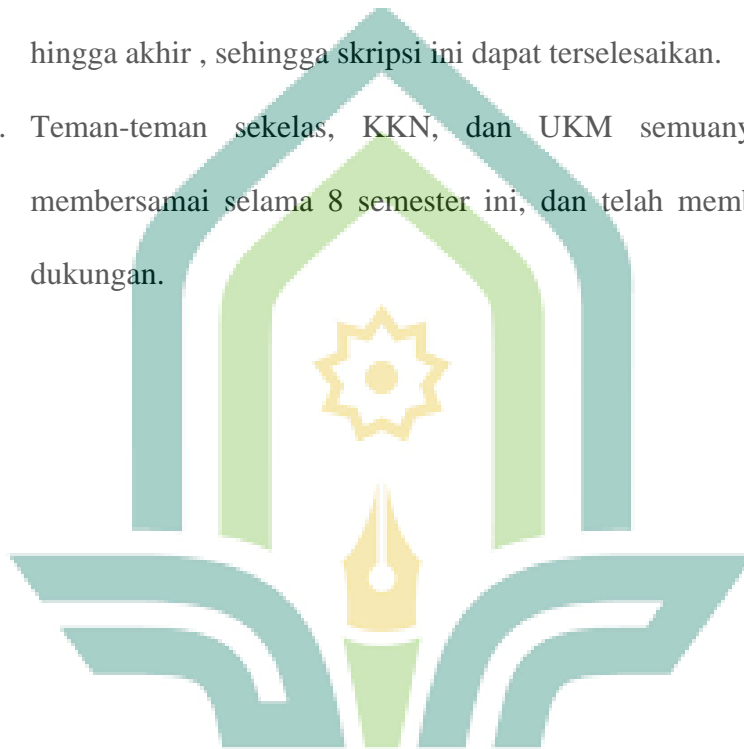 hingga akhir , sehingga skripsi ini dapat terselesaikan.
. Teman-teman sekelas, KKN, dan UKM
membersamai selama 8 semester ini, dan telah
dukungan.